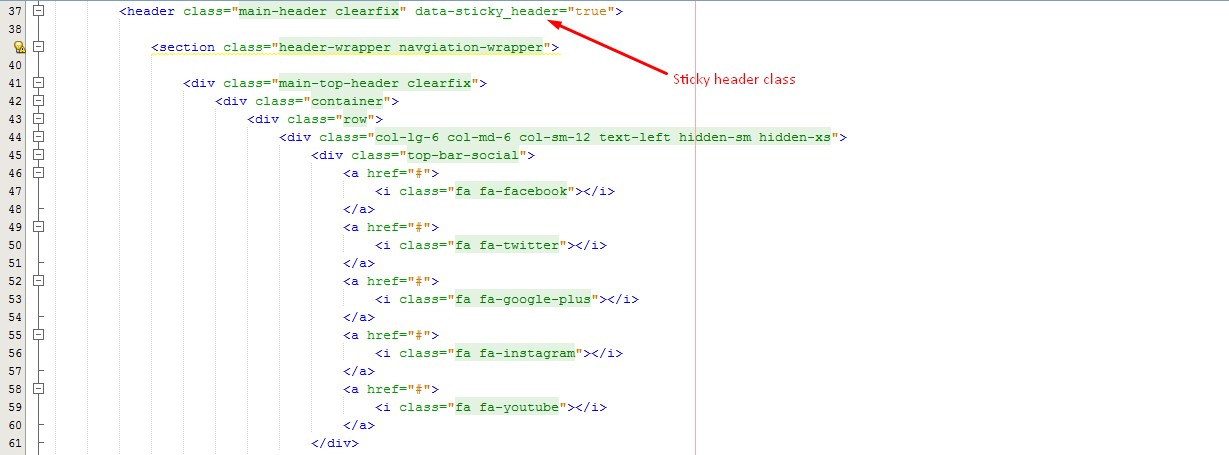 37 <header class="main-header clearfix" data-sticky_header="true">
38
<section class="header-wrapper navgiation-wrapper">
40
Sticky header class
41 <div class="main-top-header clearfix">
42 <div class="container">
43 <div class="row">
44 <div class="col-lg-6 col-md-6 col-sm-12 text-left hidden-sm hidden-xs">
45 <div class="top-bar-social">
46 <a href="#">
47 <i class="fa fa-facebook"></i>
48 </a>
49 <a href="#">
50 <i class="fa fa-twitter"></i>
51 </a>
52 <a href="#">
53 <i class="fa fa-google-plus"></i>
54 </a>
55 <a href="#">
56 <i class="fa fa-instagram"></i>
57 </a>
58 <a href="#">
59 <i class="fa fa-youtube"></i>
60 </a>
61 </div>